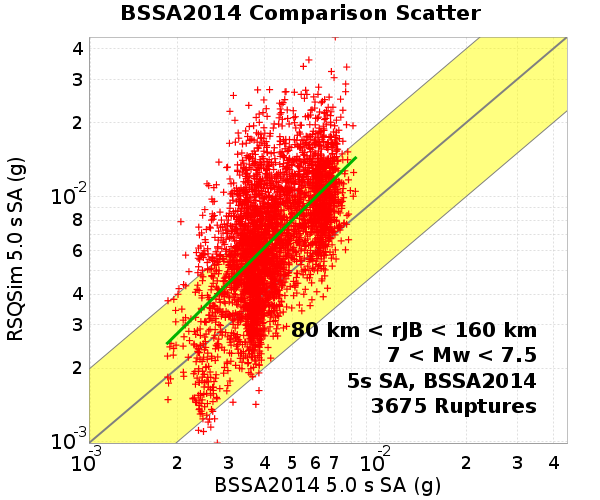 BSSA2014 Comparison Scatter
RSQSim 5.0 s SA (g)
4
3
2
10-2
8
6
4
3
2
10-3
80 km < rJB < 160 km
7 < Mw < 7.5
5s SA, BSSA2014
3675 Ruptures
10-3 2 3 4 5 6 7 10-2 2 3 4
BSSA2014 5.0 s SA (g)